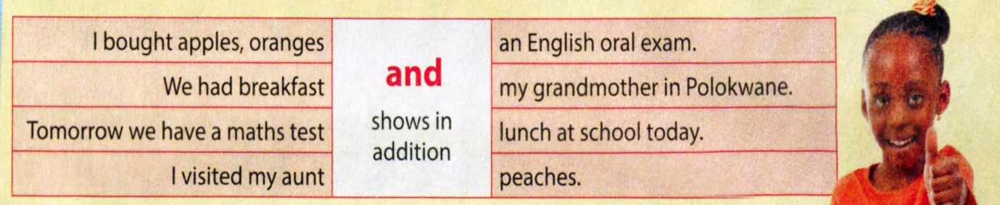 I bought apples, oranges
We had breakfast
Tomorrow we have a maths test
I visited my aunt
and
shows in
addition
an English oral exam.
my grandmother in Polokwane.
lunch at school today.
peaches.